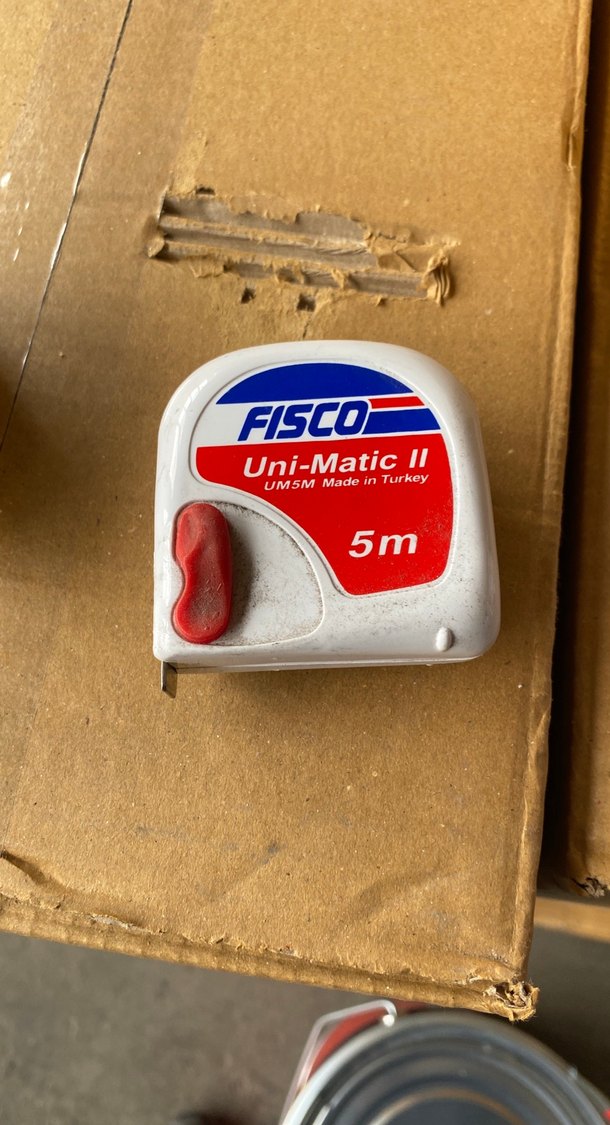 FISCO
Uni-Matic II
UM5M Made in Turkey
5m